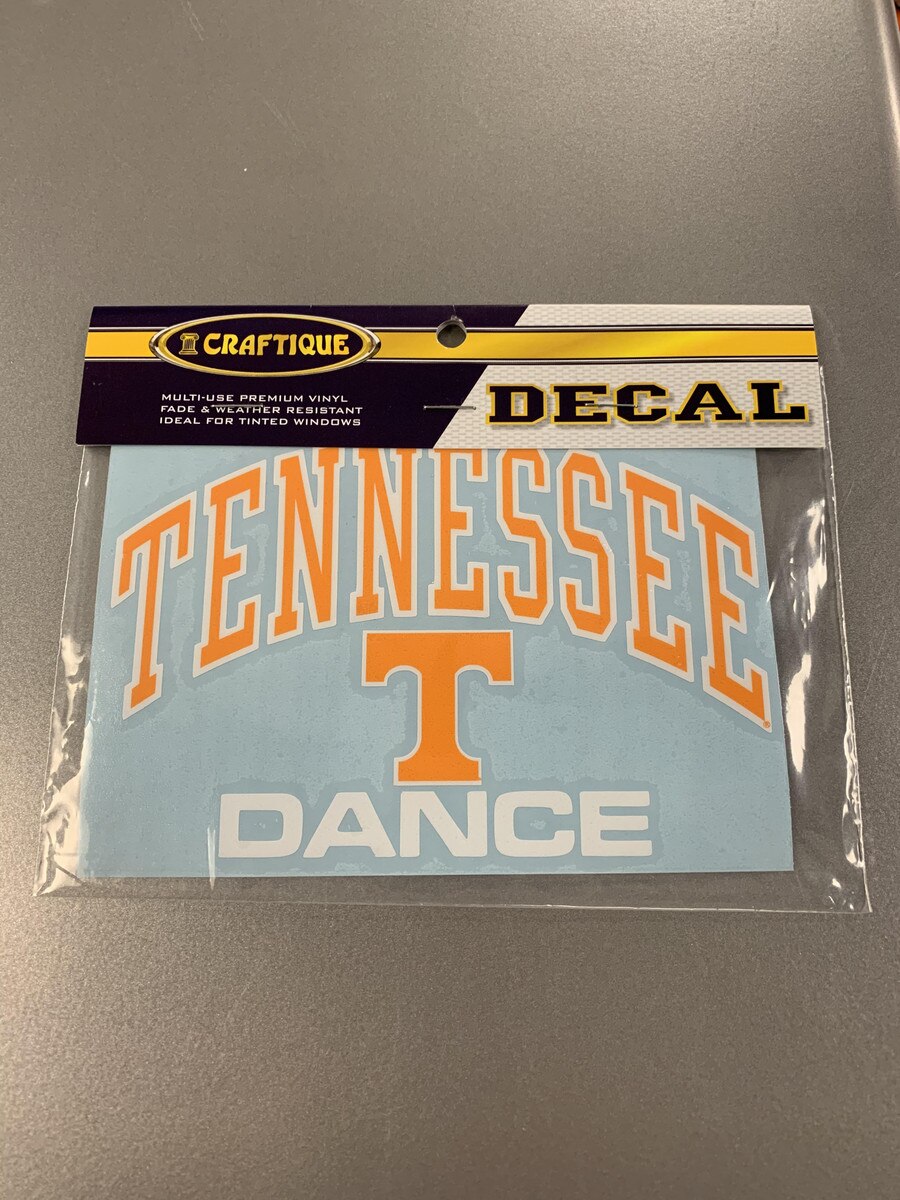 CRAFTIQUE
MULTI-USE PREMIUM VINYL
FADE & WEATHER RESISTANT
IDEAL FOR TINTED WINDOWS
DECAL
TENNESSEE®
T
DANCE